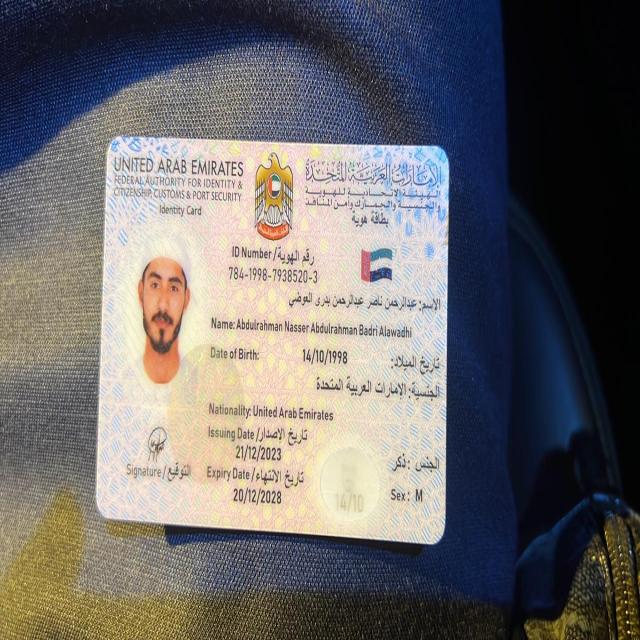 UNITED ARAB EMIRATES
FEDERAL AUTHORITY FOR IDENTITY &
CITIZENSHIP, CUSTOMS & PORT SECURITY
Identity Card
الإمارات العربية المتحدة
الهيئة الاتحادية للهوية
والجنسية والجمارك وأمن المنافذ
بطاقة هوية
ID Number / رقم الهوية
784-1998-7938520-3
الاسم: عبدالرحمن ناصر عبدالرحمن بدرى العوضي
Name: Abdulrahman Nasser Abdulrahman Badri Alawadhi
Date of Birth: 14/10/1998 تاريخ الميلاد:
الجنسية: الإمارات العربية المتحدة
Nationality: United Arab Emirates
Issuing Date / تاريخ الإصدار
21/12/2023
Expiry Date / تاريخ الانتهاء
20/12/2028
الجنس: ذكر
Sex: M
Signature / التوقيع
14/10